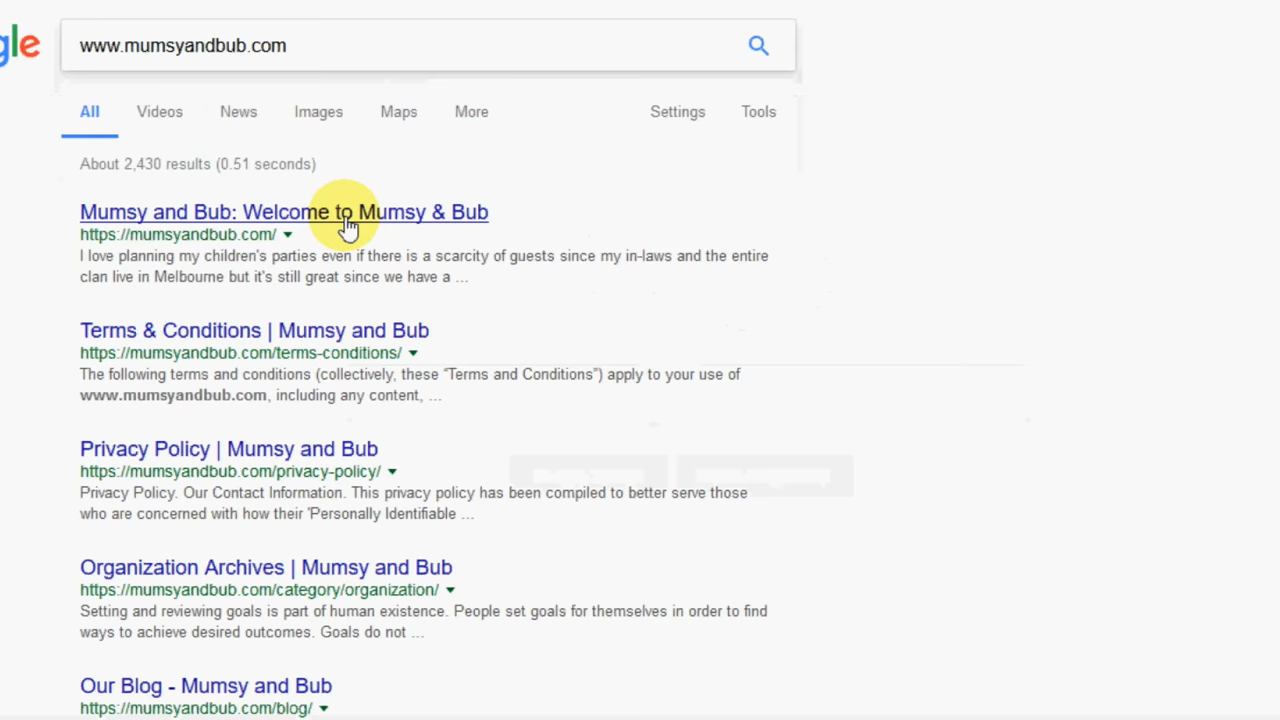 gle www.mumsyandbub.com
All Videos News Images Maps More Settings Tools
About 2,430 results (0.51 seconds)
Mumsy and Bub: Welcome to Mumsy & Bub
https://mumsyandbub.com/
I love planning my children's parties even if there is a scarcity of guests since my in-laws and the entire
clan live in Melbourne but it's still great since we have a ...
Terms & Conditions | Mumsy and Bub
https://mumsyandbub.com/terms-conditions/
The following terms and conditions (collectively, these “Terms and Conditions”) apply to your use of
www.mumsyandbub.com, including any content, ...
Privacy Policy | Mumsy and Bub
https://mumsyandbub.com/privacy-policy/
Privacy Policy. Our Contact Information. This privacy policy has been compiled to better serve those
who are concerned with how their 'Personally Identifiable ...
Organization Archives | Mumsy and Bub
https://mumsyandbub.com/category/organization/
Setting and reviewing goals is part of human existence. People set goals for themselves in order to find
ways to achieve desired outcomes. Goals do not ...
Our Blog - Mumsy and Bub
https://mumsyandbub.com/blog/